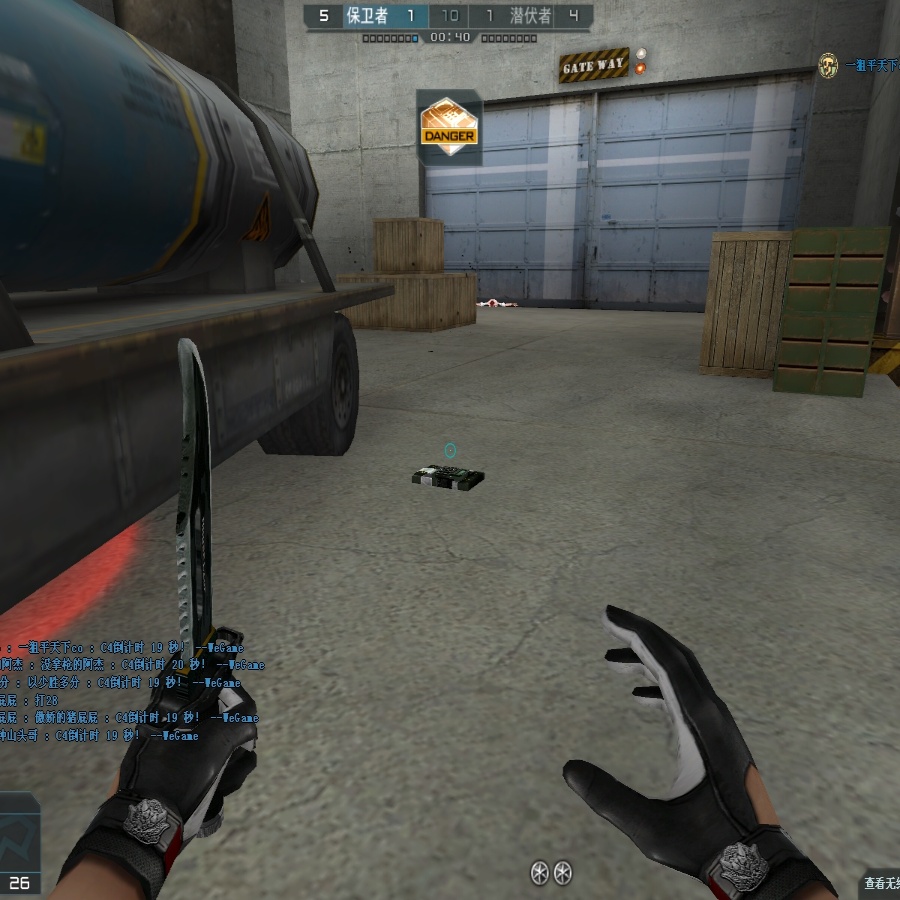 5 保卫者 1 10 1 潜伏者 4
00:40
GATE WAY
一狙平天下
DANGER
: 一狙平天下co : C4倒计时 19 秒! --WeGame
阿杰 : 没拿枪的阿杰 : C4倒计时 20 秒! --WeGame
分 : 以少胜多分 : C4倒计时 19 秒! --WeGame
屁屁 : 打28
屁屁 : 傲娇的猪屁屁 : C4倒计时 19 秒! --WeGame
神山头哥 : C4倒计时 19 秒! --WeGame
26
查看无线